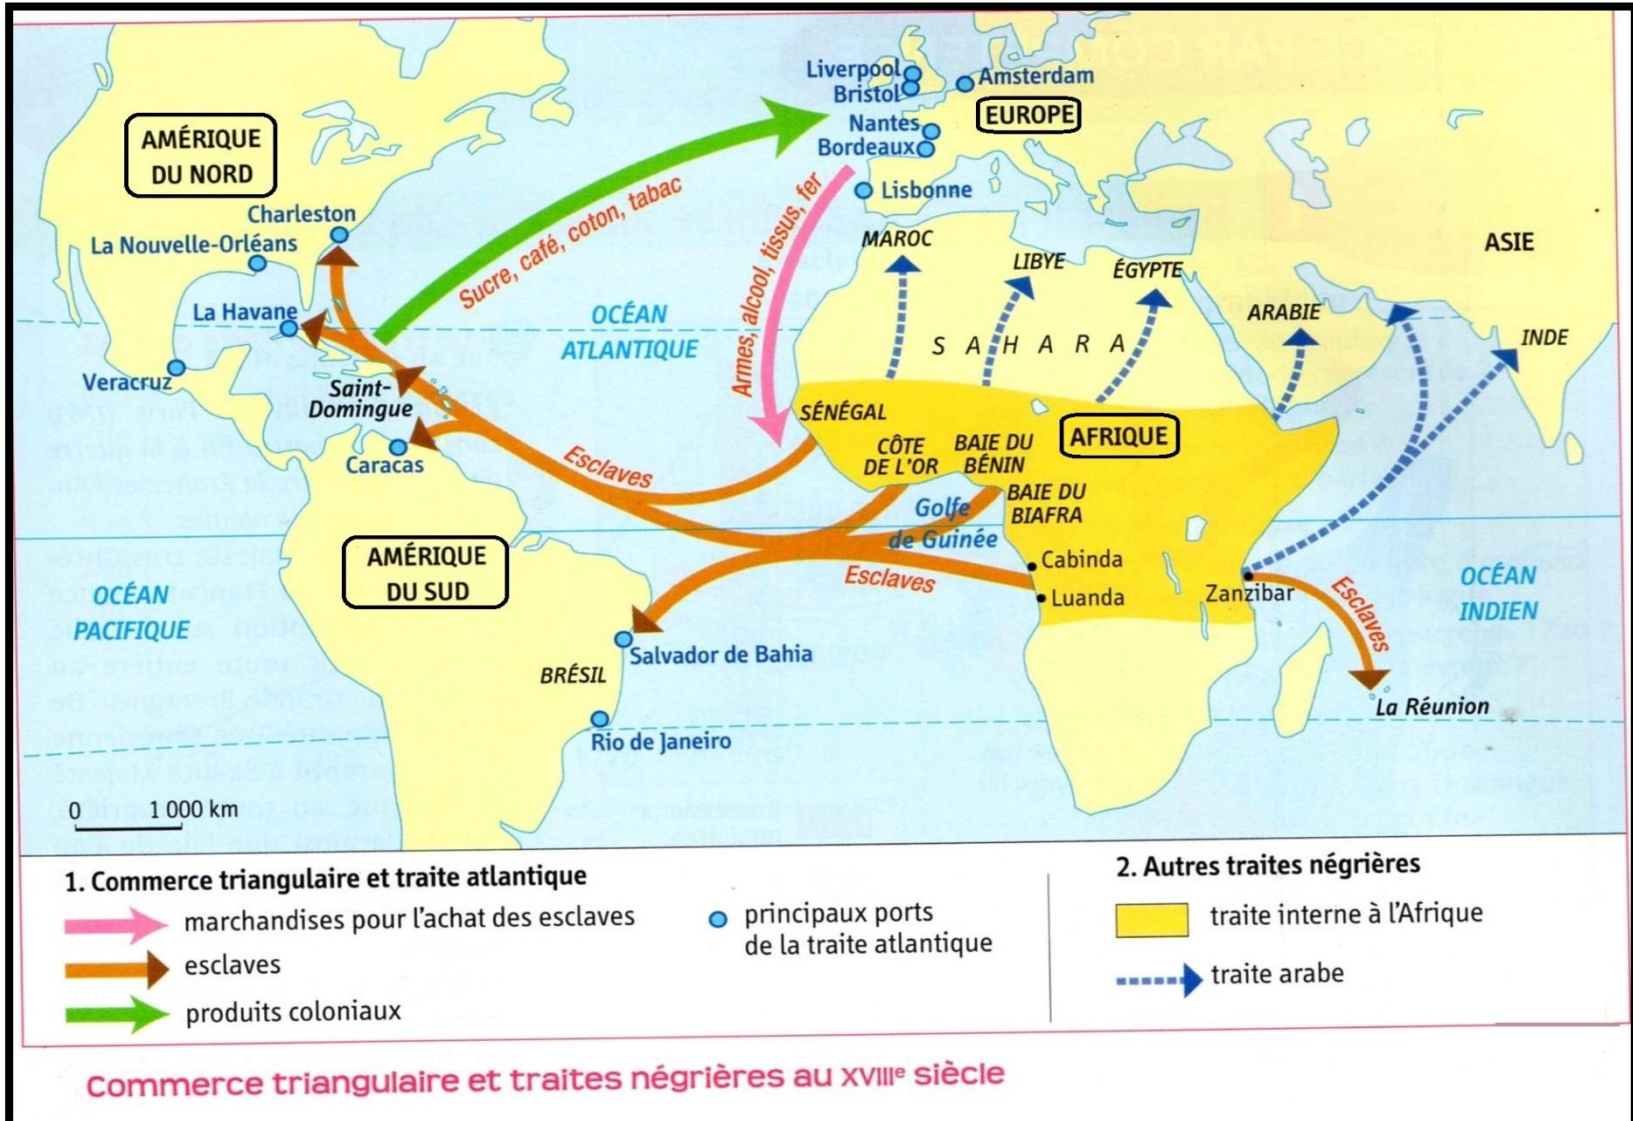 Liverpool
Bristol
Amsterdam
EUROPE
Nantes
Bordeaux
Lisbonne
AMÉRIQUE
DU NORD
Charleston
La Nouvelle-Orléans
La Havane
Veracruz
Saint-
Domingue
Caracas
Sucre, café, coton, tabac
Armes, alcool, tissus, fer
OCÉAN
ATLANTIQUE
MAROC
LIBYE
ÉGYPTE
ASIE
ARABIE
INDE
SAHARA
SÉNÉGAL
CÔTE
DE L'OR
BAIE DU
BÉNIN
AFRIQUE
BAIE DU
BIAFRA
Golfe
de Guinée
Esclaves
Esclaves
Cabinda
Luanda
Zanzibar
Esclaves
OCÉAN
INDIEN
La Réunion
AMÉRIQUE
DU SUD
OCÉAN
PACIFIQUE
BRÉSIL
Salvador de Bahia
Rio de Janeiro
0 1 000 km
1. Commerce triangulaire et traite atlantique
marchandises pour l'achat des esclaves
esclaves
produits coloniaux
principaux ports
de la traite atlantique
2. Autres traites négrières
traite interne à l'Afrique
traite arabe
Commerce triangulaire et traites négrières au XVIIIe siècle